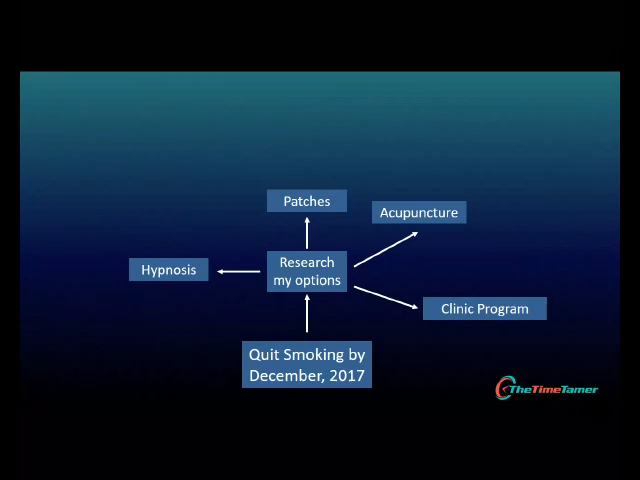 Patches
Acupuncture
Hypnosis
Research
my options
Clinic Program
Quit Smoking by
December, 2017
TheTimeTamer